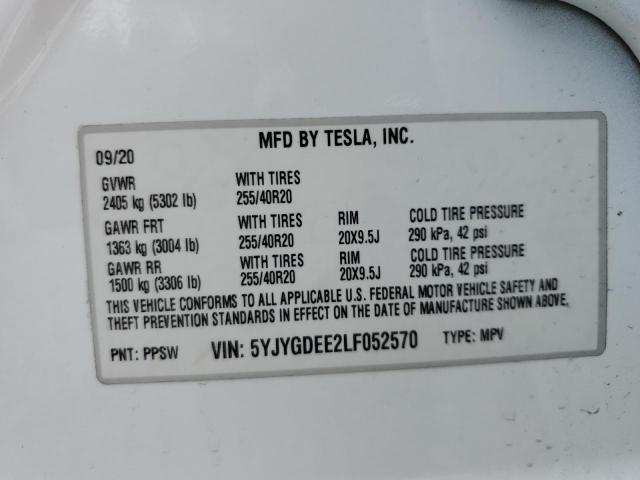 MFD BY TESLA, INC.
09/20
GVWR WITH TIRES
2405 kg (5302 lb) 255/40R20
GAWR FRT WITH TIRES RIM COLD TIRE PRESSURE
1363 kg (3004 lb) 255/40R20 20X9.5J 290 kPa, 42 psi
GAWR RR WITH TIRES RIM COLD TIRE PRESSURE
1500 kg (3306 lb) 255/40R20 20X9.5J 290 kPa, 42 psi
THIS VEHICLE CONFORMS TO ALL APPLICABLE U.S. FEDERAL MOTOR VEHICLE SAFETY AND
THEFT PREVENTION STANDARDS IN EFFECT ON THE DATE OF MANUFACTURE SHOWN ABOVE.
PNT: PPSW VIN: 5YJYGDEE2LF052570 TYPE: MPV